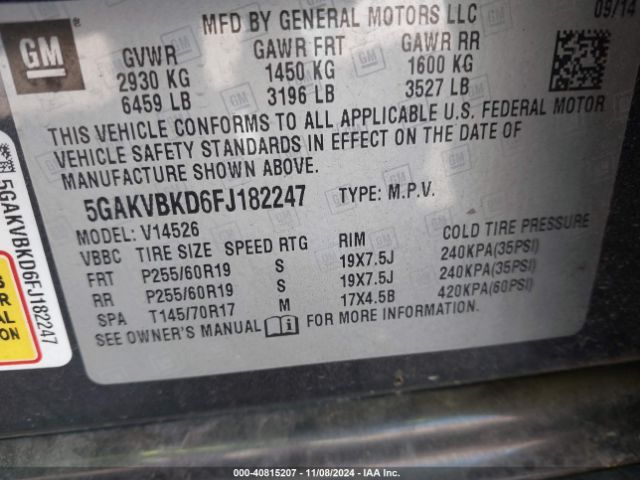 MFD BY GENERAL MOTORS LLC
09/14
GM
GVWR GAWR FRT GAWR RR
2930 KG 1450 KG 1600 KG
6459 LB 3196 LB 3527 LB
THIS VEHICLE CONFORMS TO ALL APPLICABLE U.S. FEDERAL MOTOR
VEHICLE SAFETY STANDARDS IN EFFECT ON THE DATE OF
MANUFACTURE SHOWN ABOVE.
5GAKVBKD6FJ182247 TYPE: M.P.V.
MODEL: V14526
VBBC TIRE SIZE SPEED RTG RIM COLD TIRE PRESSURE
FRT P255/60R19 S 19X7.5J 240KPA(35PSI)
RR P255/60R19 S 19X7.5J 240KPA(35PSI)
SPA T145/70R17 M 17X4.5B 420KPA(60PSI)
SEE OWNER'S MANUAL FOR MORE INFORMATION.
5GAKVBKD6FJ182247
000-40815207 - 11/08/2024 - IAA Inc.